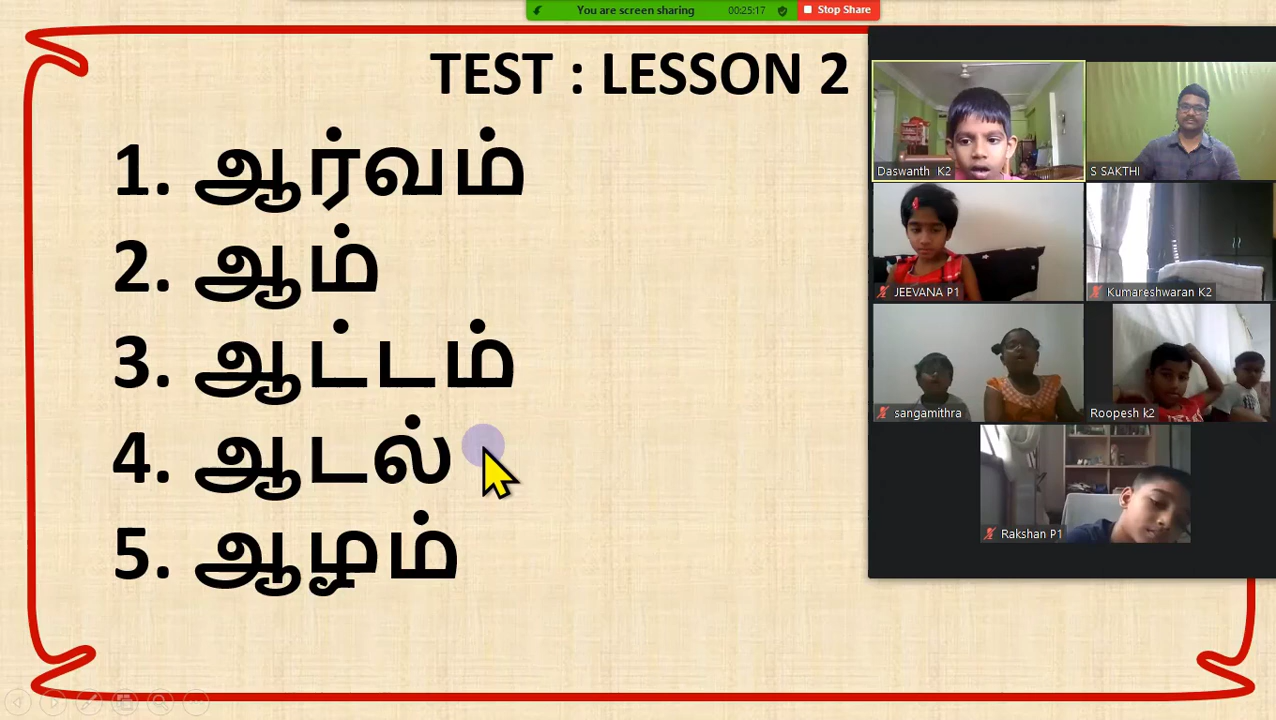 You are screen sharing 00:25:17 Stop Share
TEST : LESSON 2
1. ஆர்வம்
2. ஆம்
3. ஆட்டம்
4. ஆடல்
5. ஆழம்
Daswanth K2
S SAKTHI
JEEVANA P1
Kumareshwaran K2
sangamithra
Roopesh k2
Rakshan P1